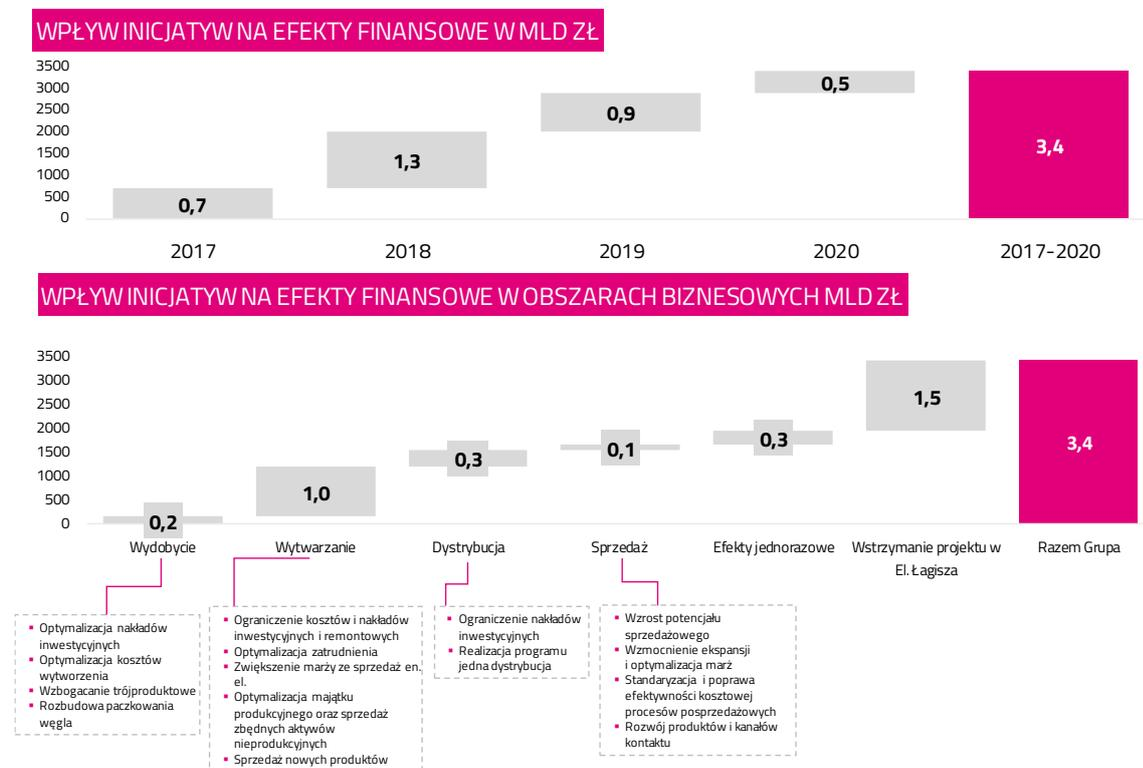 WPŁYW INICJATYW NA EFEKTY FINANSOWE W MLD ZŁ
3500
3000
2500
2000
1500
1000
500
0
0,7
1,3
0,9
0,5
3,4
2017
2018
2019
2020
2017-2020
WPŁYW INICJATYW NA EFEKTY FINANSOWE W OBSZARACH BIZNESOWYCH MLD ZŁ
3500
3000
2500
2000
1500
1000
500
0
0,2
1,0
0,3
0,1
0,3
1,5
3,4
Wydobycie
Wytwarzanie
Dystrybucja
Sprzedaż
Efekty jednorazowe
Wstrzymanie projektu w
El. Łagisza
Razem Grupa
Optymalizacja nakładów
inwestycyjnych
Optymalizacja kosztów
wytworzenia
Wzbogacanie trójproduktowe
Rozbudowa paczkowania
węgla
Ograniczenie kosztów i nakładów
inwestycyjnych i remontowych
Optymalizacja zatrudnienia
Zwiększenie marży ze sprzedaż en.
el.
Optymalizacja majątku
produkcyjnego oraz sprzedaż
zbędnych aktywów
nieprodukcyjnych
Sprzedaż nowych produktów
Ograniczenie nakładów
inwestycyjnych
Realizacja programu
jedna dystrybucja
Wzrost potencjału
sprzedażowego
Wzmocnienie ekspansji
i optymalizacja marż
Standaryzacja i poprawa
efektywności kosztowej
procesów posprzedażowych
Rozwój produktów i kanałów
kontaktu